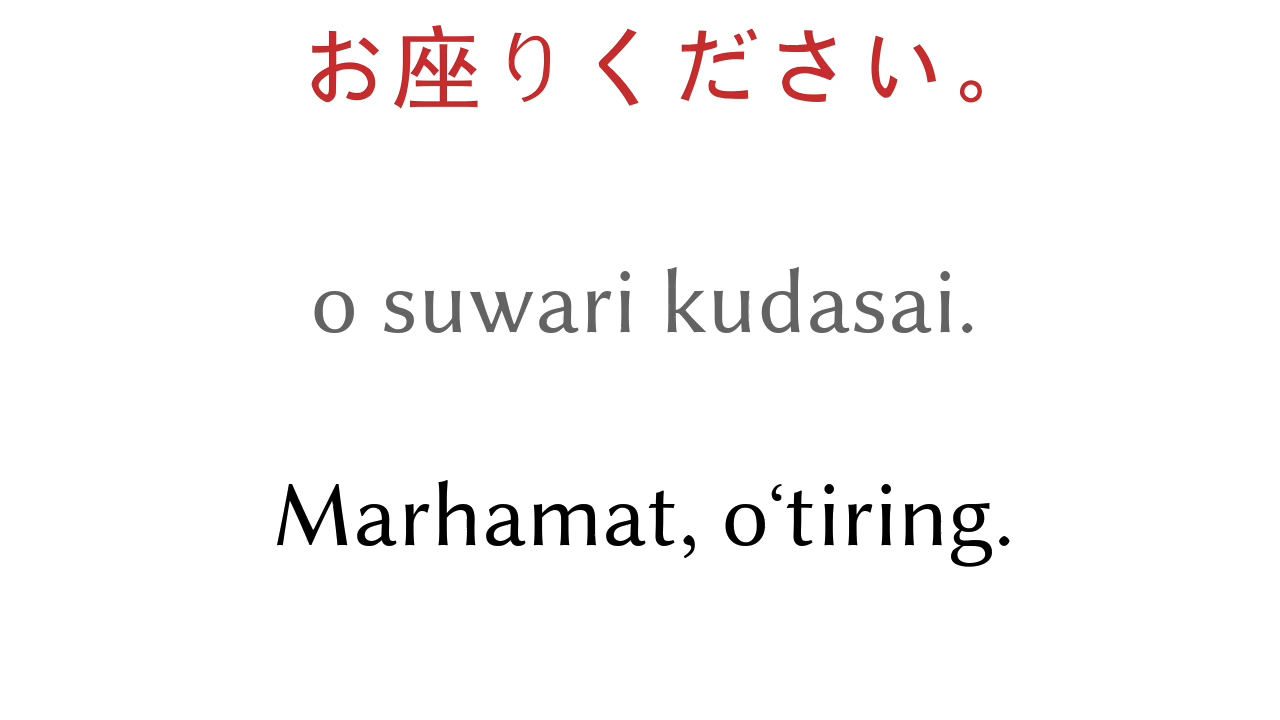 お座りください。
o suwari kudasai.
Marhamat, o‘tiring.